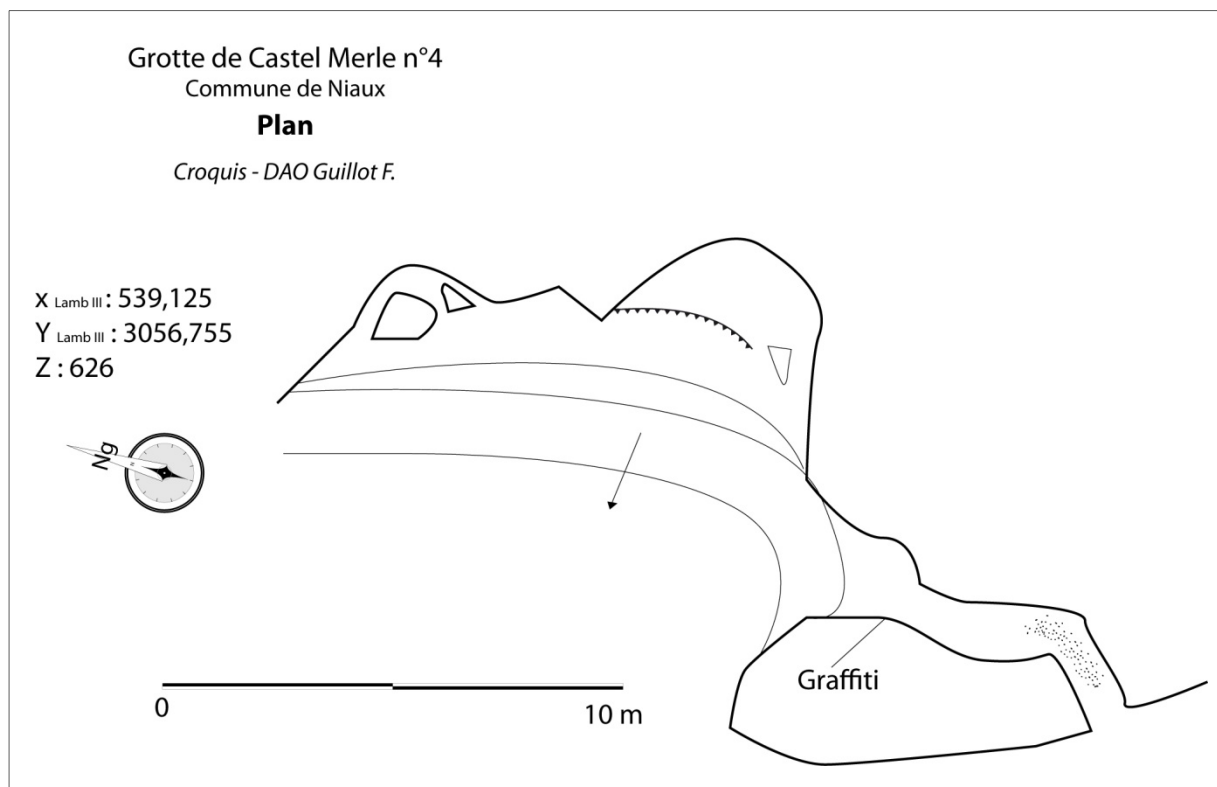 Grotte de Castel Merle n°4
Commune de Niaux
Plan
Croquis - DAO Guillot F.
x Lamb III : 539,125
Y Lamb III : 3056,755
Z : 626
Ng
N
Graffiti
0
10 m